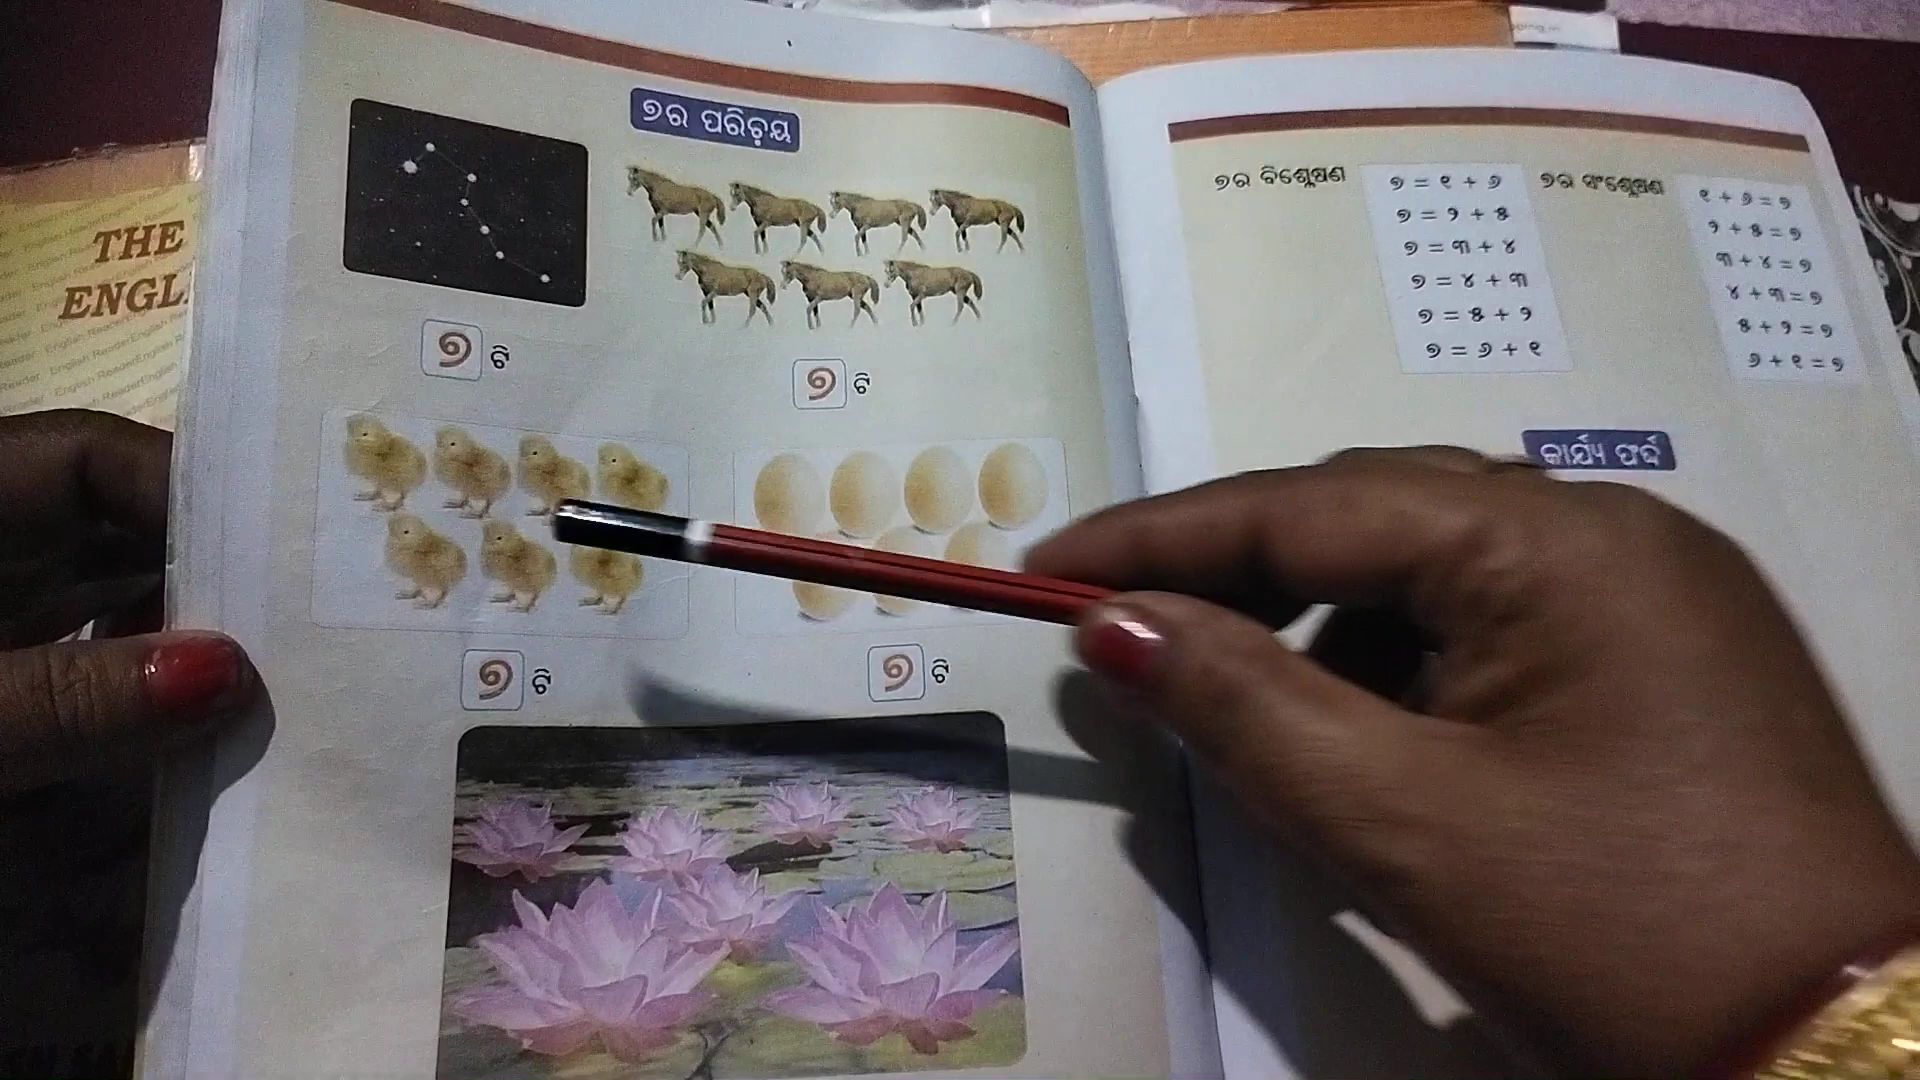 ୭ର ପରିଚୟ
୭ ଟି
୭ ଟି
୭ ଟି
୭ ଟି
୭ର ବିଶ୍ଳେଷଣ
୭ = ୧ + ୬
୭ = ୨ + ୫
୭ = ୩ + ୪
୭ = ୪ + ୩
୭ = ୫ + ୨
୭ = ୬ + ୧
୭ର ସଂଶ୍ଳେଷଣ
୧ + ୬ = ୭
୨ + ୫ = ୭
୩ + ୪ = ୭
୪ + ୩ = ୭
୫ + ୨ = ୭
୬ + ୧ = ୭
କାର୍ଯ୍ୟ ଫର୍ଦ୍ଦ
THE
ENGL